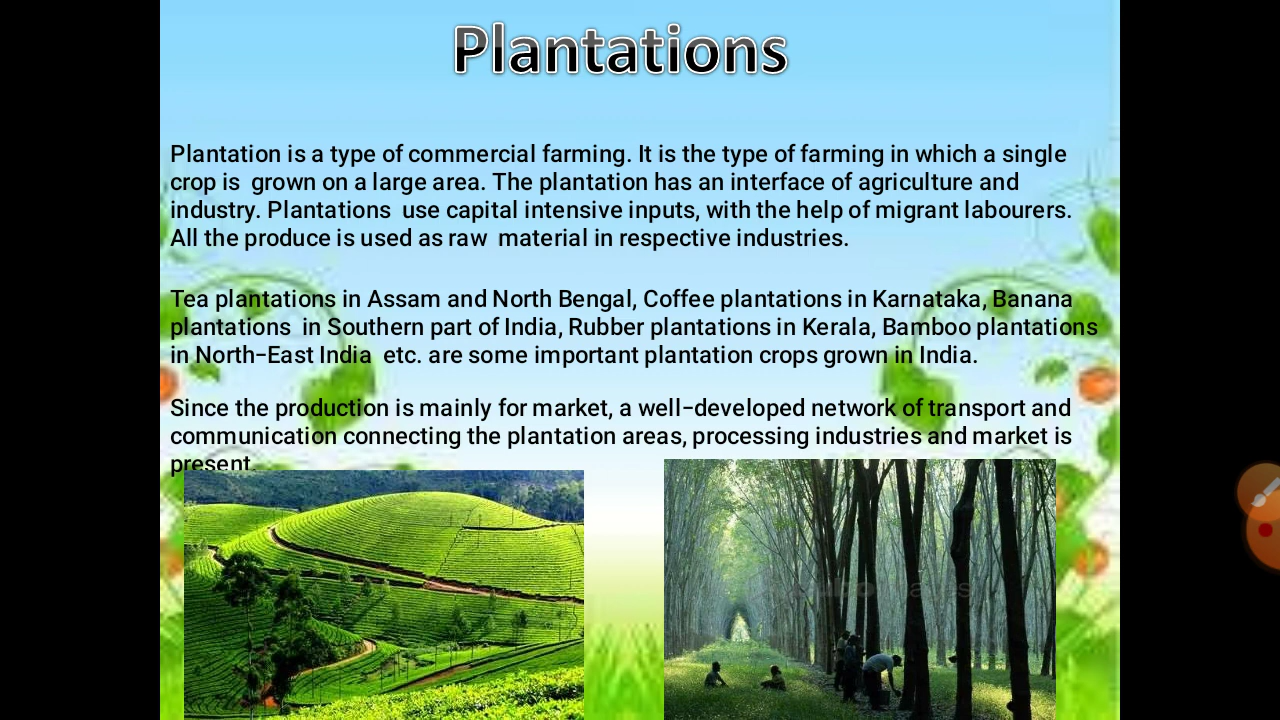 Plantations
Plantation is a type of commercial farming. It is the type of farming in which a single
crop is grown on a large area. The plantation has an interface of agriculture and
industry. Plantations use capital intensive inputs, with the help of migrant labourers.
All the produce is used as raw material in respective industries.
Tea plantations in Assam and North Bengal, Coffee plantations in Karnataka, Banana
plantations in Southern part of India, Rubber plantations in Kerala, Bamboo plantations
in North-East India etc. are some important plantation crops grown in India.
Since the production is mainly for market, a well-developed network of transport and
communication connecting the plantation areas, processing industries and market is
present.